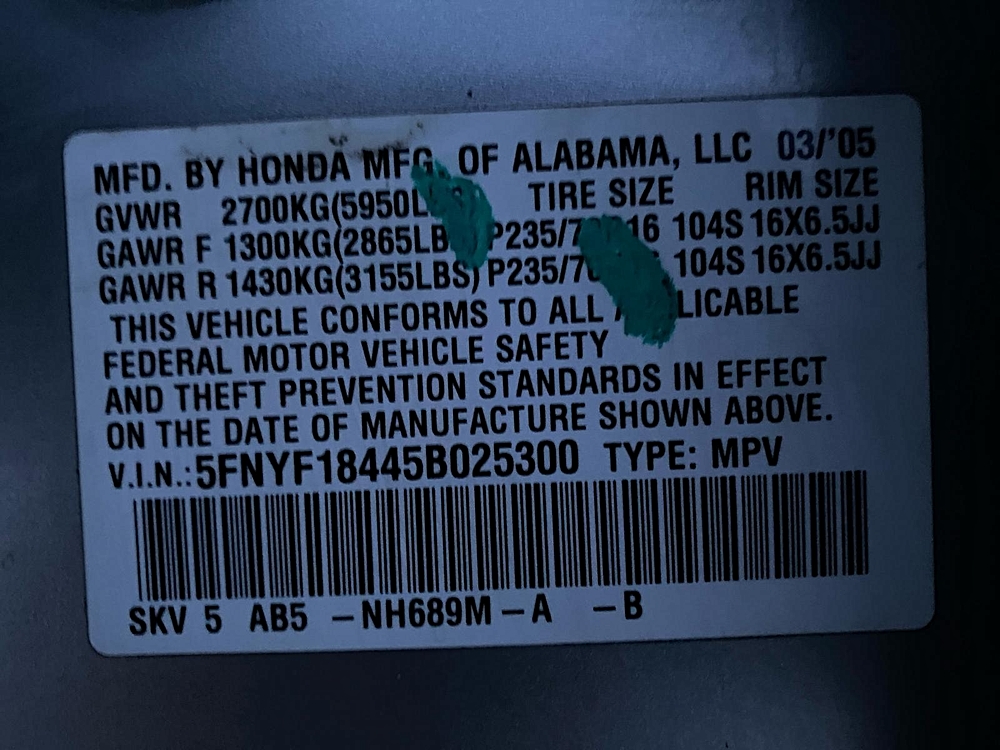 MFD. BY HONDA MFG. OF ALABAMA, LLC 03/'05
GVWR 2700KG(5950L TIRE SIZE RIM SIZE
GAWR F 1300KG(2865LB P235/7 16 104S 16X6.5JJ
GAWR R 1430KG(3155LBS) P235/70 104S 16X6.5JJ
THIS VEHICLE CONFORMS TO ALL LICABLE
FEDERAL MOTOR VEHICLE SAFETY
AND THEFT PREVENTION STANDARDS IN EFFECT
ON THE DATE OF MANUFACTURE SHOWN ABOVE.
V.I.N.: 5FNYF18445B025300 TYPE: MPV
SKV 5 AB5 –NH689M–A –B